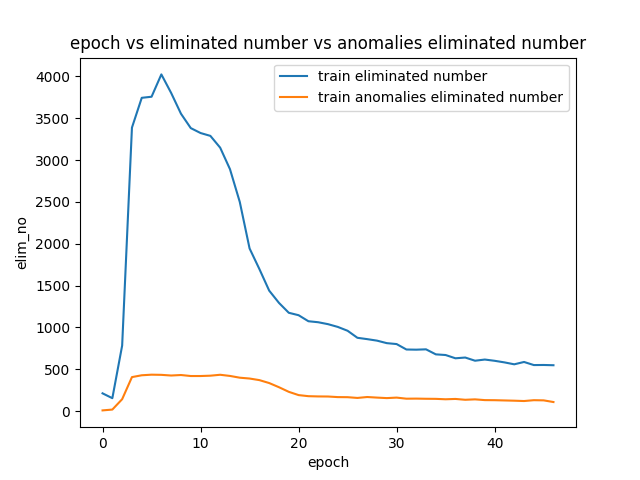 epoch vs eliminated number vs anomalies eliminated number
train eliminated number
train anomalies eliminated number
4000
3500
3000
2500
2000
1500
1000
500
0
elim_no
0 10 20 30 40
epoch